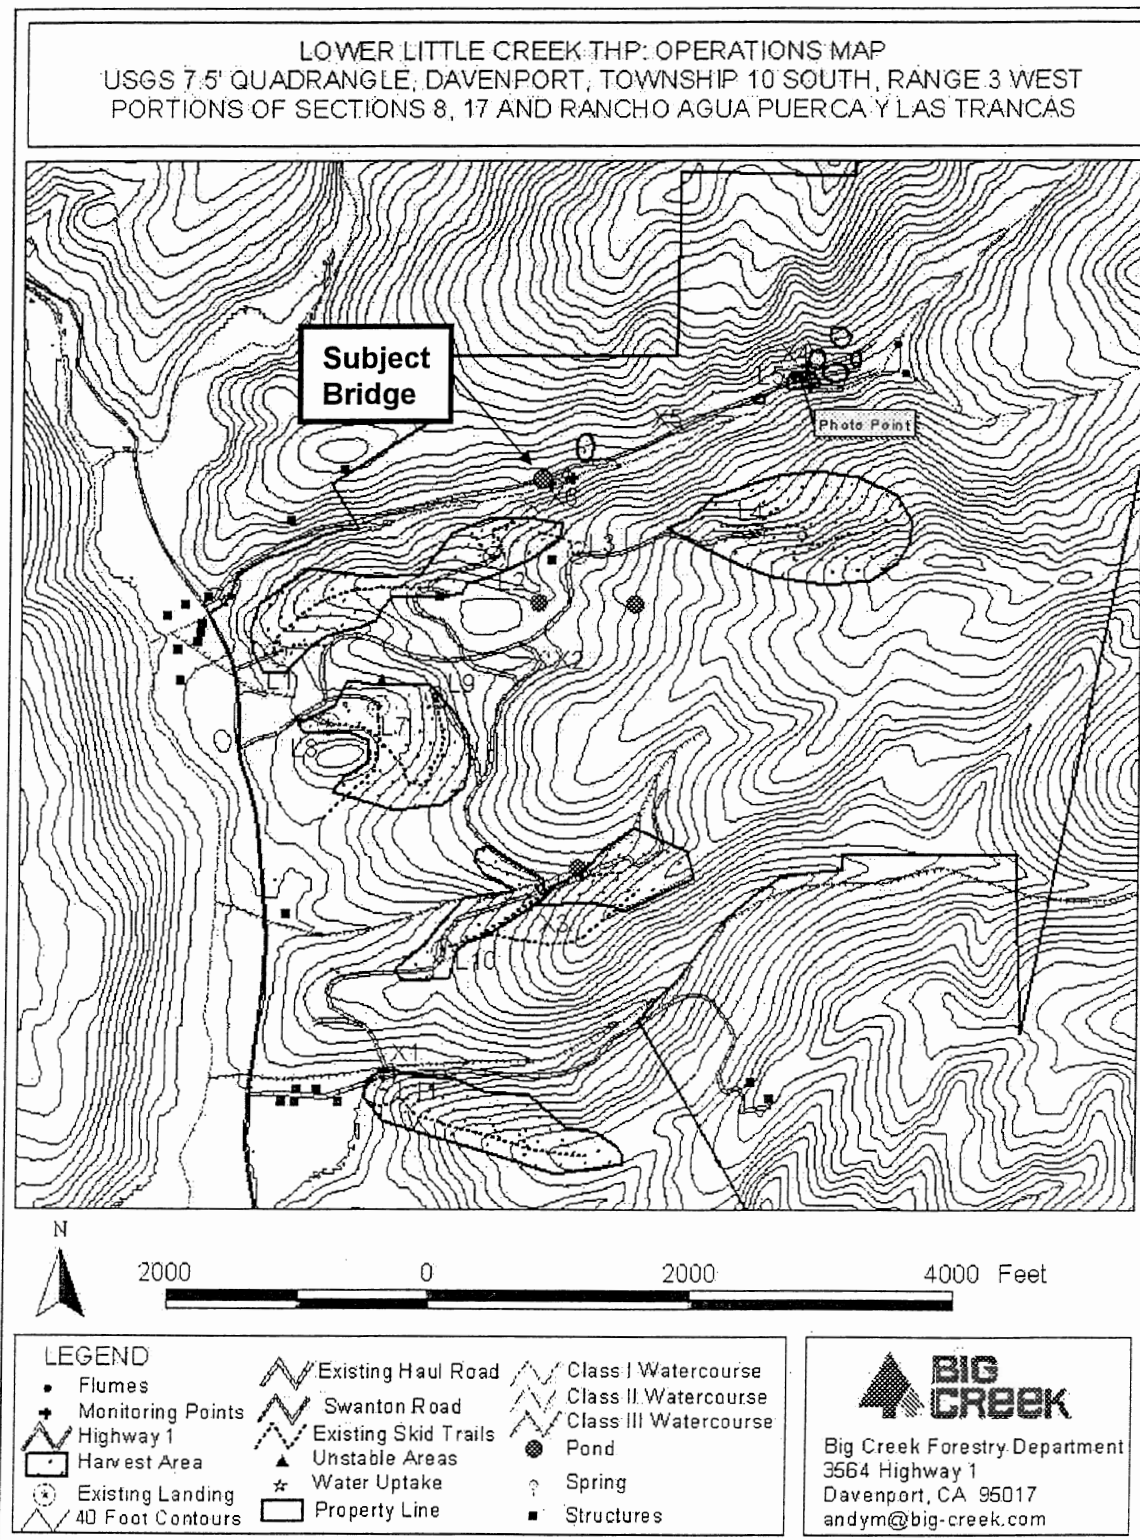 LOWER LITTLE CREEK THP: OPERATIONS MAP
USGS 7.5' QUADRANGLE, DAVENPORT, TOWNSHIP 10 SOUTH, RANGE 3 WEST
PORTIONS OF SECTIONS 8, 17 AND RANCHO AGUA PUERCA Y LAS TRANCAS
Subject
Bridge
Photo Point
X5
X6
L4
L3
L2
X2
L1
L9
L7
L8
X3
L10
X1
N
2000 0 2000 4000 Feet
LEGEND
Flumes
Monitoring Points
Highway 1
Harvest Area
Existing Landing
40 Foot Contours
Existing Haul Road
Swanton Road
Existing Skid Trails
Unstable Areas
Water Uptake
Property Line
Class I Watercourse
Class II Watercourse
Class III Watercourse
Pond
Spring
Structures
BIG
CREEK
Big Creek Forestry Department
3564 Highway 1
Davenport, CA 95017
andym@big-creek.com